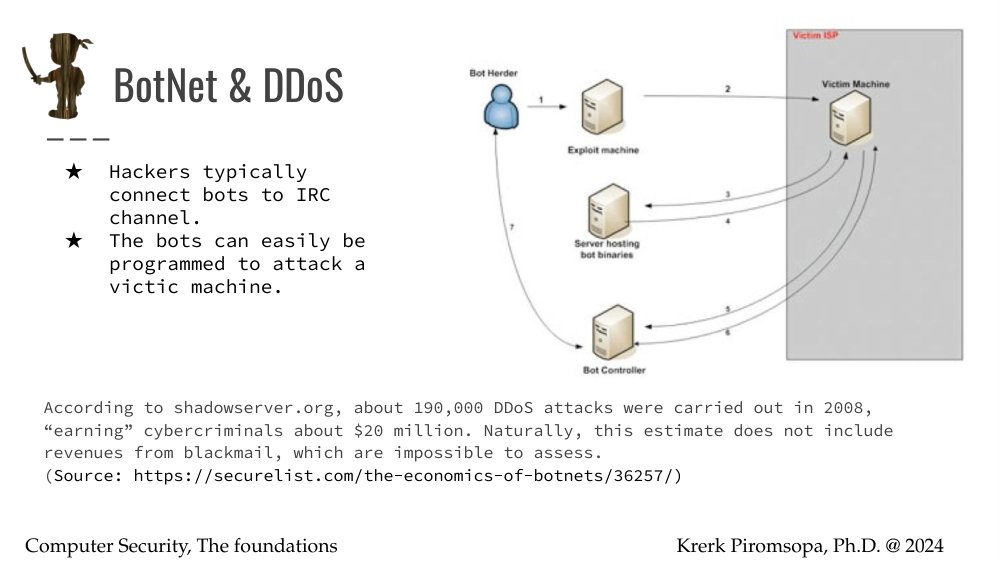 BotNet & DDoS
★ Hackers typically
connect bots to IRC
channel.
★ The bots can easily be
programmed to attack a
victic machine.
Victim ISP
Bot Herder
Victim Machine
1
2
Exploit machine
3
4
7
Server hosting
bot binaries
5
6
Bot Controller
According to shadowserver.org, about 190,000 DDoS attacks were carried out in 2008,
“earning” cybercriminals about $20 million. Naturally, this estimate does not include
revenues from blackmail, which are impossible to assess.
(Source: https://securelist.com/the-economics-of-botnets/36257/)
Computer Security, The foundations
Krerk Piromsopa, Ph.D. @ 2024